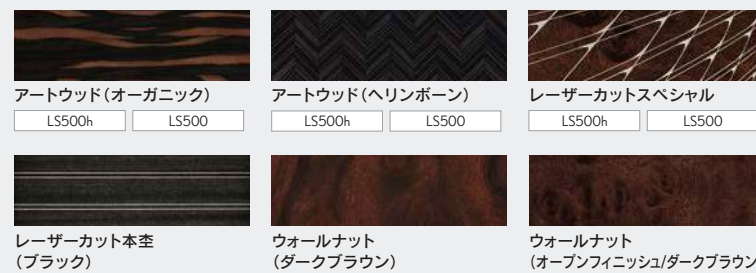 アートウッド（オーガニック）
LS500h LS500
アートウッド（ヘリンボーン）
LS500h LS500
レーザーカットスペシャル
LS500h LS500
レーザーカット本杢
（ブラック）
ウォールナット
（ダークブラウン）
ウォールナット
（オープンフィニッシュ/ダークブラウン